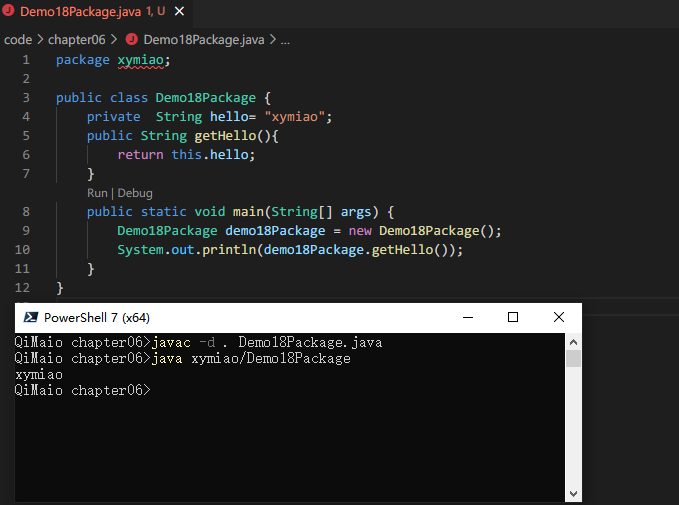 Demo18Package.java 1, U
code > chapter06 > Demo18Package.java > ...
1 package xymiao;
2
3 public class Demo18Package {
4 private  String hello= "xymiao";
5 public String getHello(){
6 return this.hello;
7 }
Run | Debug
8 public static void main(String[] args) {
9 Demo18Package demo18Package = new Demo18Package();
10 System.out.println(demo18Package.getHello());
11 }
12 }
PowerShell 7 (x64)
QiMaio chapter06>javac -d . Demo18Package.java
QiMaio chapter06>java xymiao/Demo18Package
xymiao
QiMaio chapter06>